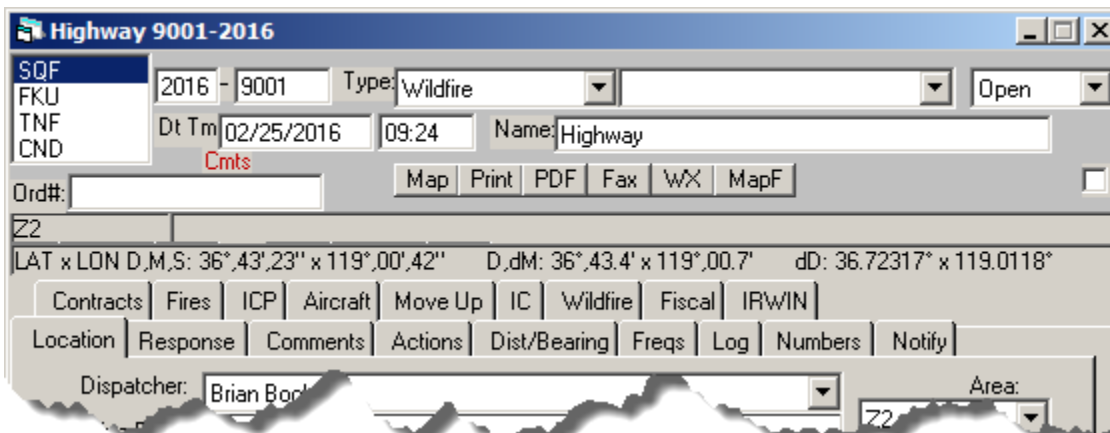 Highway 9001-2016
SQF
FKU
TNF
CND
2016 - 9001 Type: Wildfire Open
Dt Tm 02/25/2016 09:24 Name: Highway
Cmts
Ord#:
Map Print PDF Fax WX MapF
Z2
LAT x LON D,M,S: 36°,43',23" x 119°,00',42" D,dM: 36°,43.4' x 119°,00.7' dD: 36.72317° x 119.0118°
Contracts Fires ICP Aircraft Move Up IC Wildfire Fiscal IRWIN
Location Response Comments Actions Dist/Bearing Freqs Log Numbers Notify
Dispatcher: Brian Area:
Z2